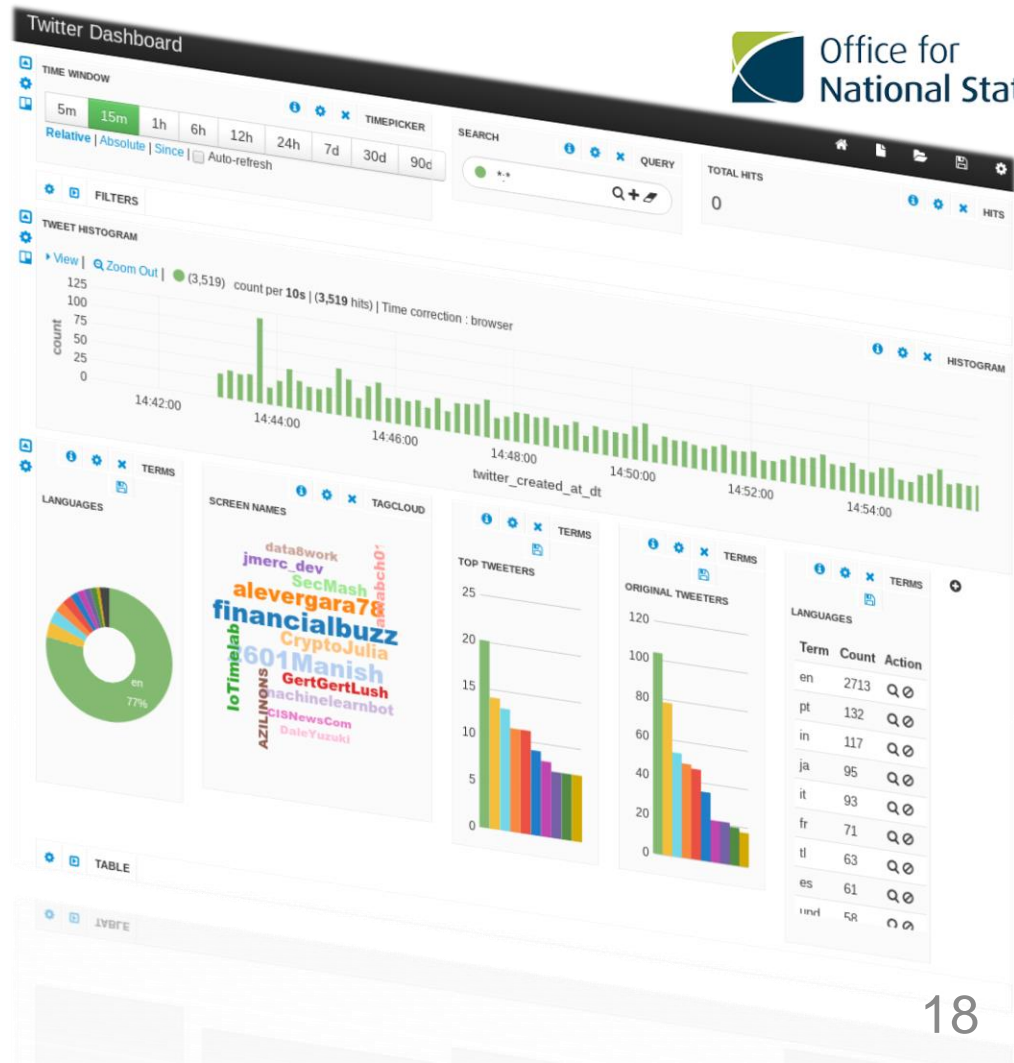 Twitter Dashboard
Office for
National Stat
TIME WINDOW
TIMEPICKER
5m 15m 1h 6h 12h 24h 7d 30d 90d
Relative | Absolute | Since | Auto-refresh
SEARCH
QUERY
*:*
TOTAL HITS
HITS
0
FILTERS
TWEET HISTOGRAM
HISTOGRAM
View | Zoom Out | (3,519) count per 10s | (3,519 hits) | Time correction : browser
125
100
75
50
25
0
count
14:42:00 14:44:00 14:46:00 14:48:00 14:50:00 14:52:00 14:54:00
twitter_created_at_dt
TERMS
LANGUAGES
en
77%
TAGCLOUD
SCREEN NAMES
data8work
jmerc_dev
SecMash
alevergara78
financialbuzz
CryptoJulia
2601Manish
GertGertLush
machinelearnbot
CISNewsCom
DaleYuzuki
IoTimelab
AZILINONS
TERMS
TOP TWEETERS
25
20
15
10
5
0
TERMS
ORIGINAL TWEETERS
120
100
80
60
40
20
0
TERMS
LANGUAGES
Term Count Action
en 2713
pt 132
in 117
ja 95
it 93
fr 71
tl 63
es 61
und 58
TABLE
TABLE
18